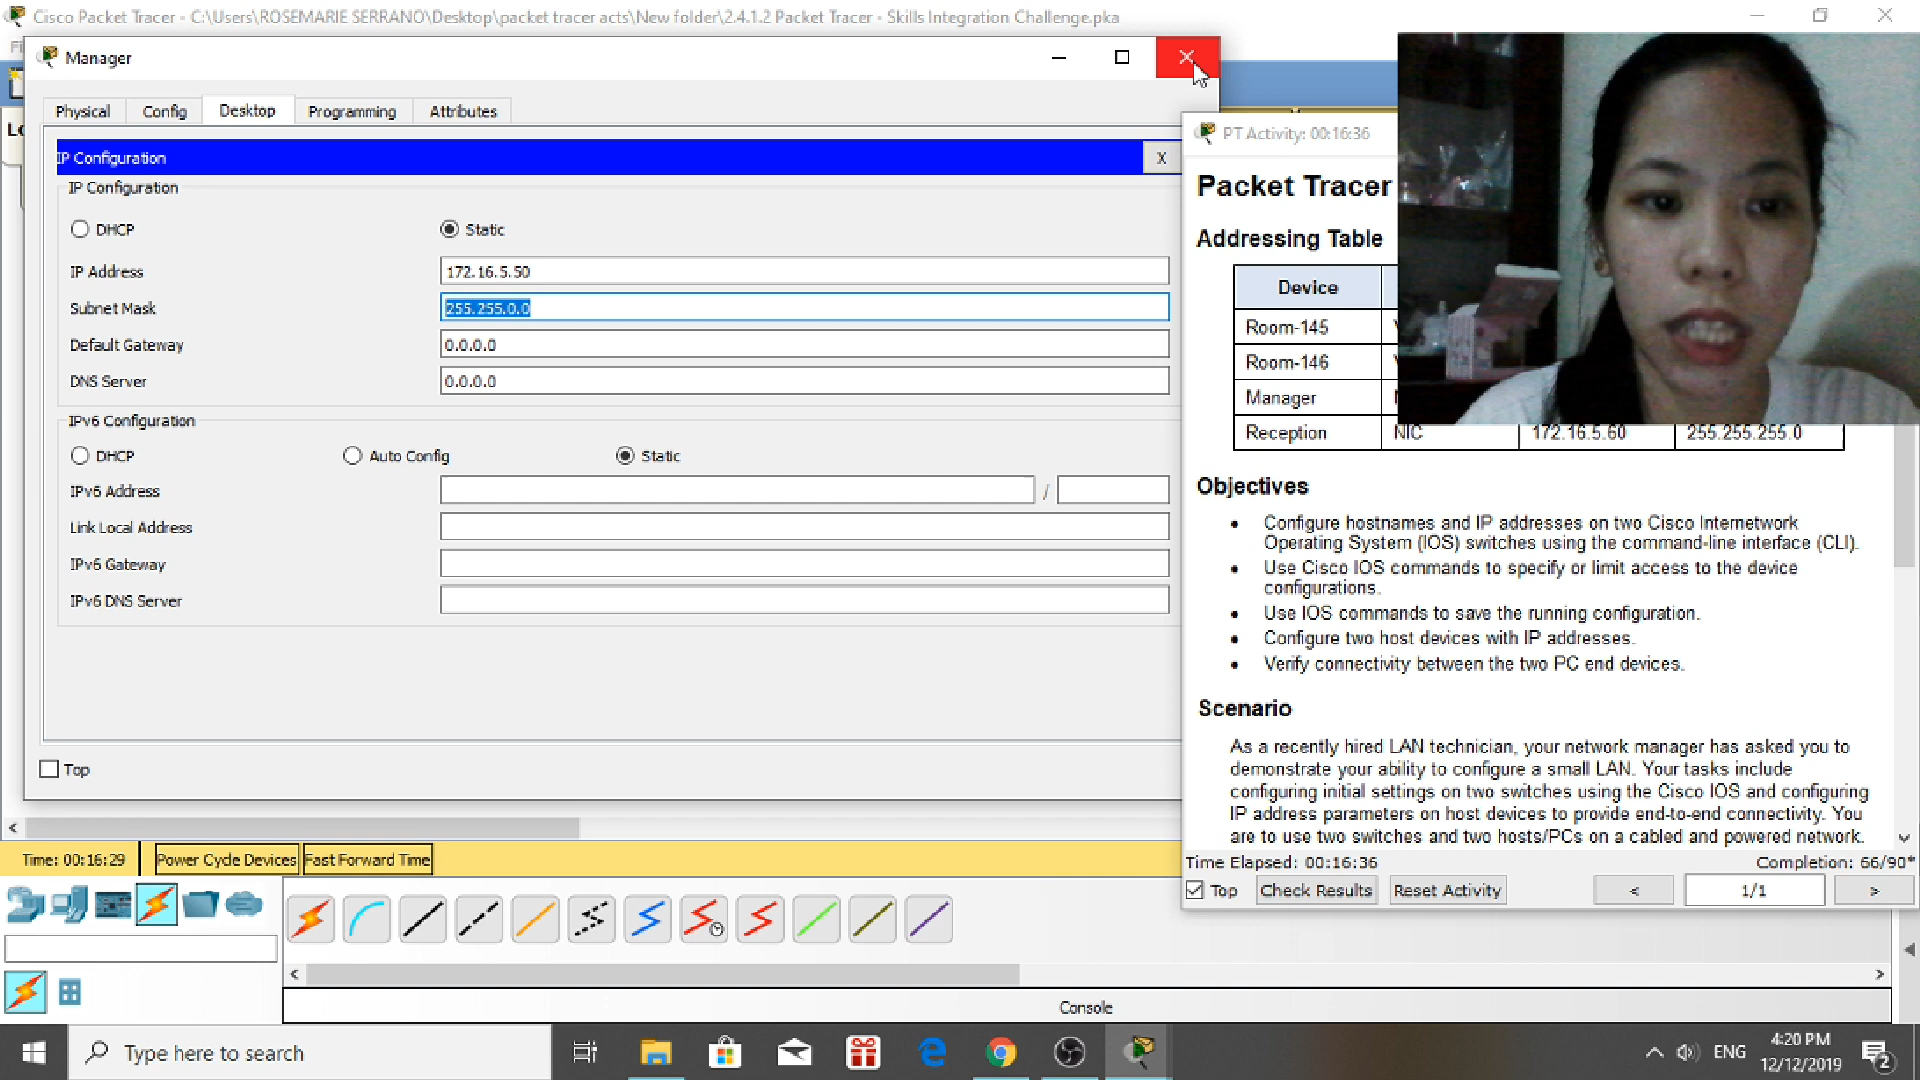 Cisco Packet Tracer - C:\Users\ROSEMARIE SERRANO\Desktop\packet tracer acts\New folder\2.4.1.2 Packet Tracer - Skills Integration Challenge.pka
Manager
Physical
Config
Desktop
Programming
Attributes
IP Configuration
X
IP Configuration
DHCP
Static
IP Address
172.16.5.50
Subnet Mask
255.255.0.0
Default Gateway
0.0.0.0
DNS Server
0.0.0.0
IPv6 Configuration
DHCP
Auto Config
Static
IPv6 Address
/
Link Local Address
IPv6 Gateway
IPv6 DNS Server
Top
PT Activity: 00:16:36
Packet Tracer
Addressing Table
Device
Room-145
Room-146
Manager
Reception NIC 172.16.5.60 255.255.255.0
Objectives
• Configure hostnames and IP addresses on two Cisco Internetwork
Operating System (IOS) switches using the command-line interface (CLI).
• Use Cisco IOS commands to specify or limit access to the device
configurations.
• Use IOS commands to save the running configuration.
• Configure two host devices with IP addresses.
• Verify connectivity between the two PC end devices.
Scenario
As a recently hired LAN technician, your network manager has asked you to
demonstrate your ability to configure a small LAN. Your tasks include
configuring initial settings on two switches using the Cisco IOS and configuring
IP address parameters on host devices to provide end-to-end connectivity. You
are to use two switches and two hosts/PCs on a cabled and powered network.
Time Elapsed: 00:16:36
Completion: 66/90*
Top
Check Results
Reset Activity
<
1/1
>
Time: 00:16:29
Power Cycle Devices
Fast Forward Time
Console
Type here to search
ENG
4:20 PM
12/12/2019
2